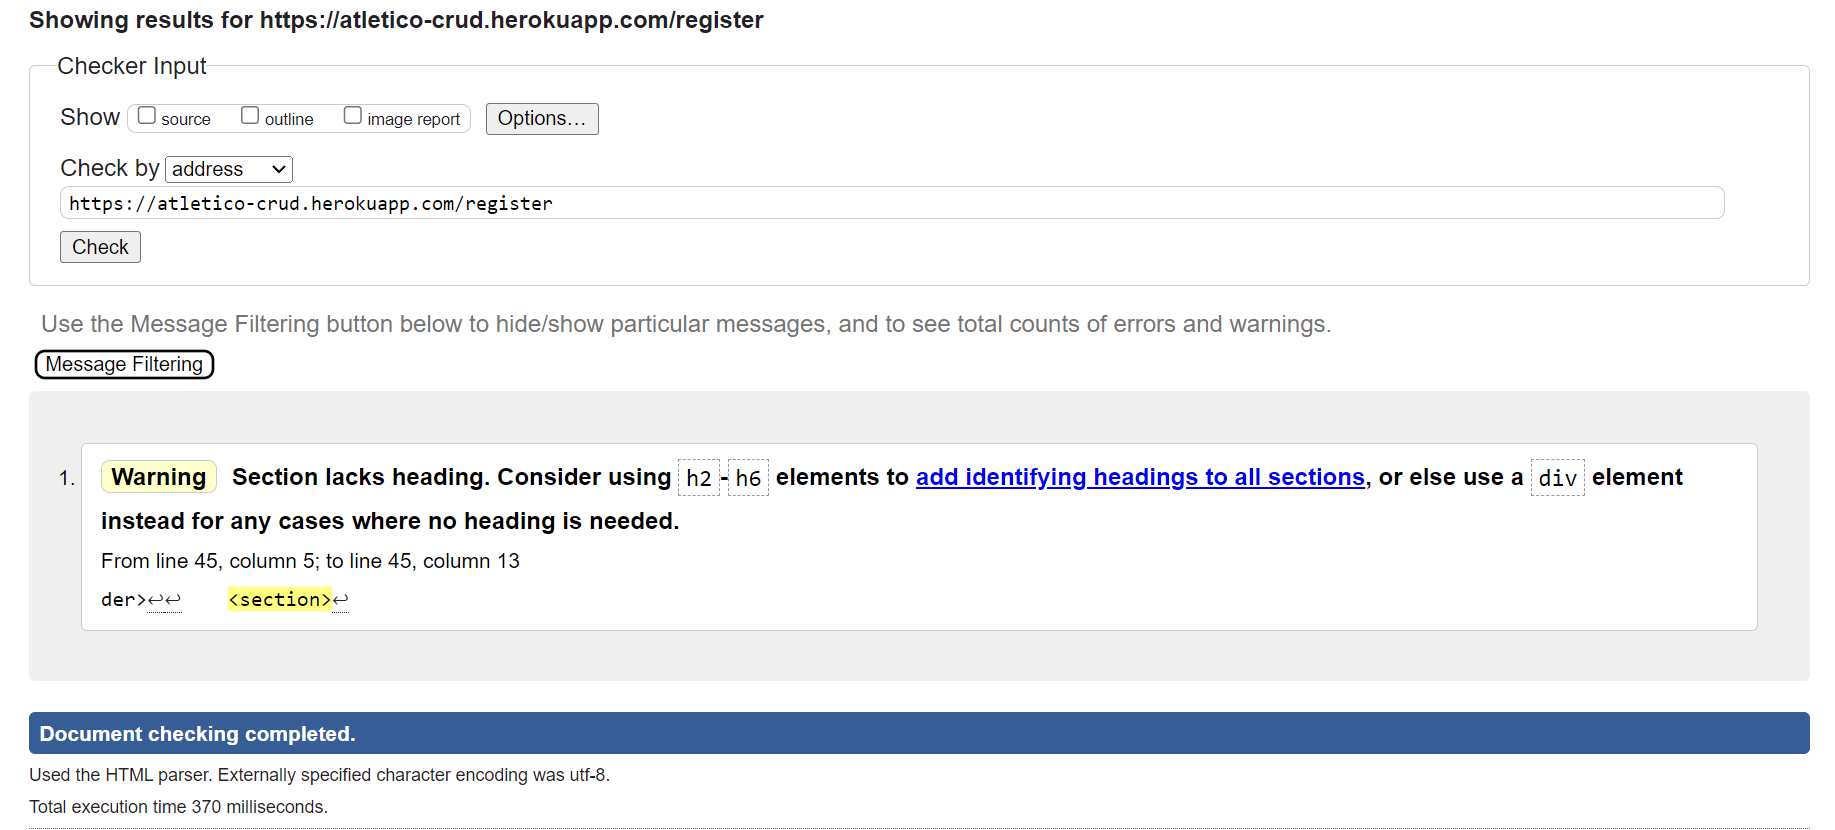 Showing results for https://atletico-crud.herokuapp.com/register
Checker Input
Show source outline image report Options...
Check by address
https://atletico-crud.herokuapp.com/register
Check
Use the Message Filtering button below to hide/show particular messages, and to see total counts of errors and warnings.
Message Filtering
1. Warning Section lacks heading. Consider using h2-h6 elements to add identifying headings to all sections, or else use a div element
instead for any cases where no heading is needed.
From line 45, column 5; to line 45, column 13
der>↩↩    <section>↩
Document checking completed.
Used the HTML parser. Externally specified character encoding was utf-8.
Total execution time 370 milliseconds.